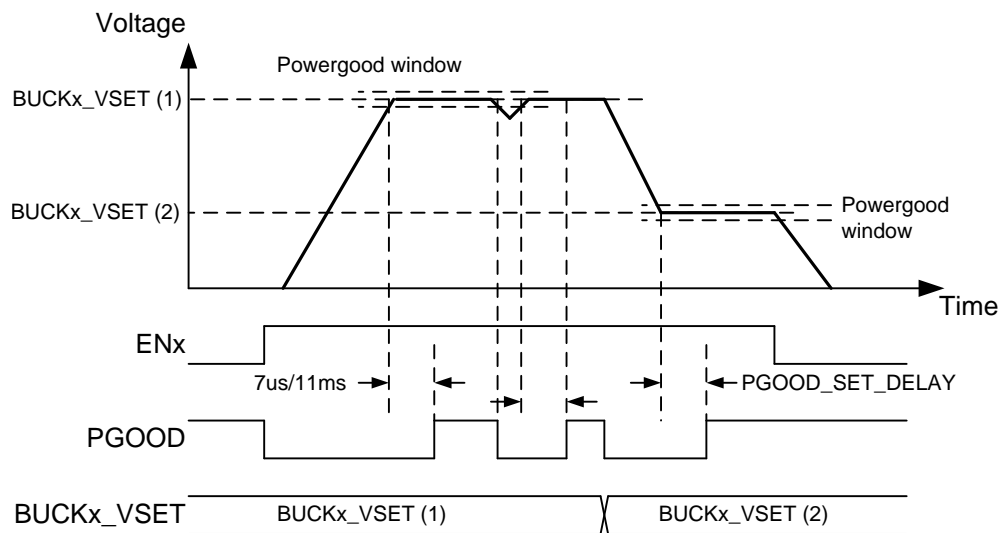 Voltage
Powergood window
BUCKx_VSET (1)
BUCKx_VSET (2)
Powergood
window
Time
ENx
7us/11ms
PGOOD_SET_DELAY
PGOOD
BUCKx_VSET
BUCKx_VSET (1)
BUCKx_VSET (2)